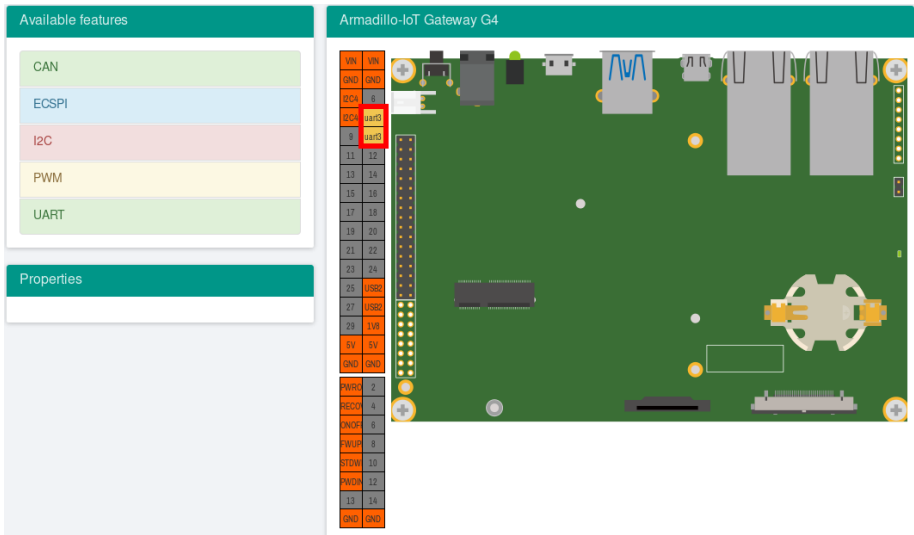 Available features
CAN
ECSPI
I2C
PWM
UART
Properties
Armadillo-IoT Gateway G4
VIN VIN
GND GND
I2C4 6
I2C4 uart3
9 uart3
11 12
13 14
15 16
17 18
19 20
21 22
23 24
25 USB2
27 USB2
29 1V8
5V 5V
GND GND
PWRO 2
RECOV 4
ONOFF 6
FWUP 8
STDW 10
PWDIN 12
13 14
GND GND